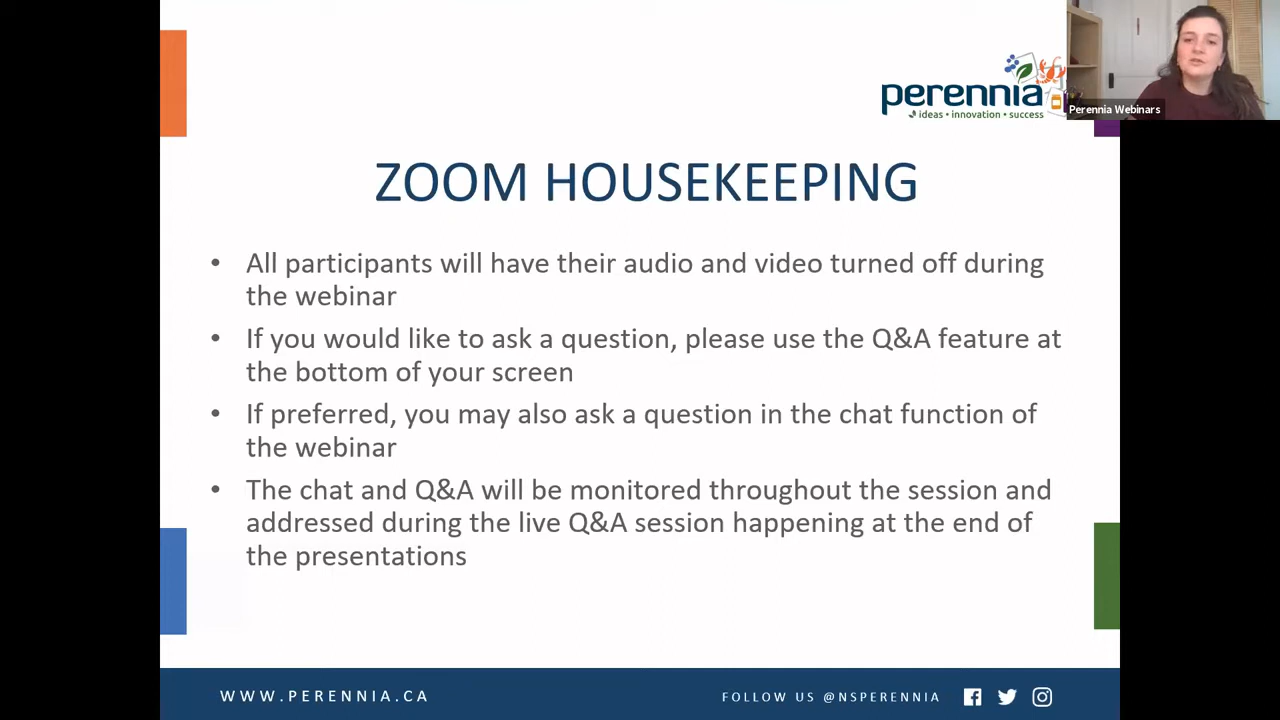 perennia
ideas • innovation • success
Perennia Webinars
ZOOM HOUSEKEEPING
• All participants will have their audio and video turned off during
the webinar
• If you would like to ask a question, please use the Q&A feature at
the bottom of your screen
• If preferred, you may also ask a question in the chat function of
the webinar
• The chat and Q&A will be monitored throughout the session and
addressed during the live Q&A session happening at the end of
the presentations
WWW.PERENNIA.CA
FOLLOW US @NSPERENNIA